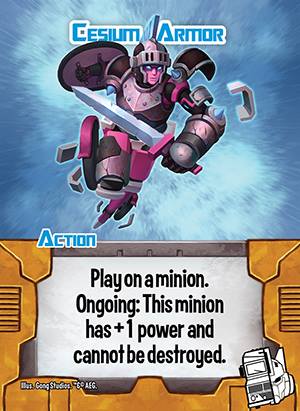 Cesium Armor
Action
Play on a minion.
Ongoing: This minion
has +1 power and
cannot be destroyed.
Illus. Gong Studios. ™© AEG.